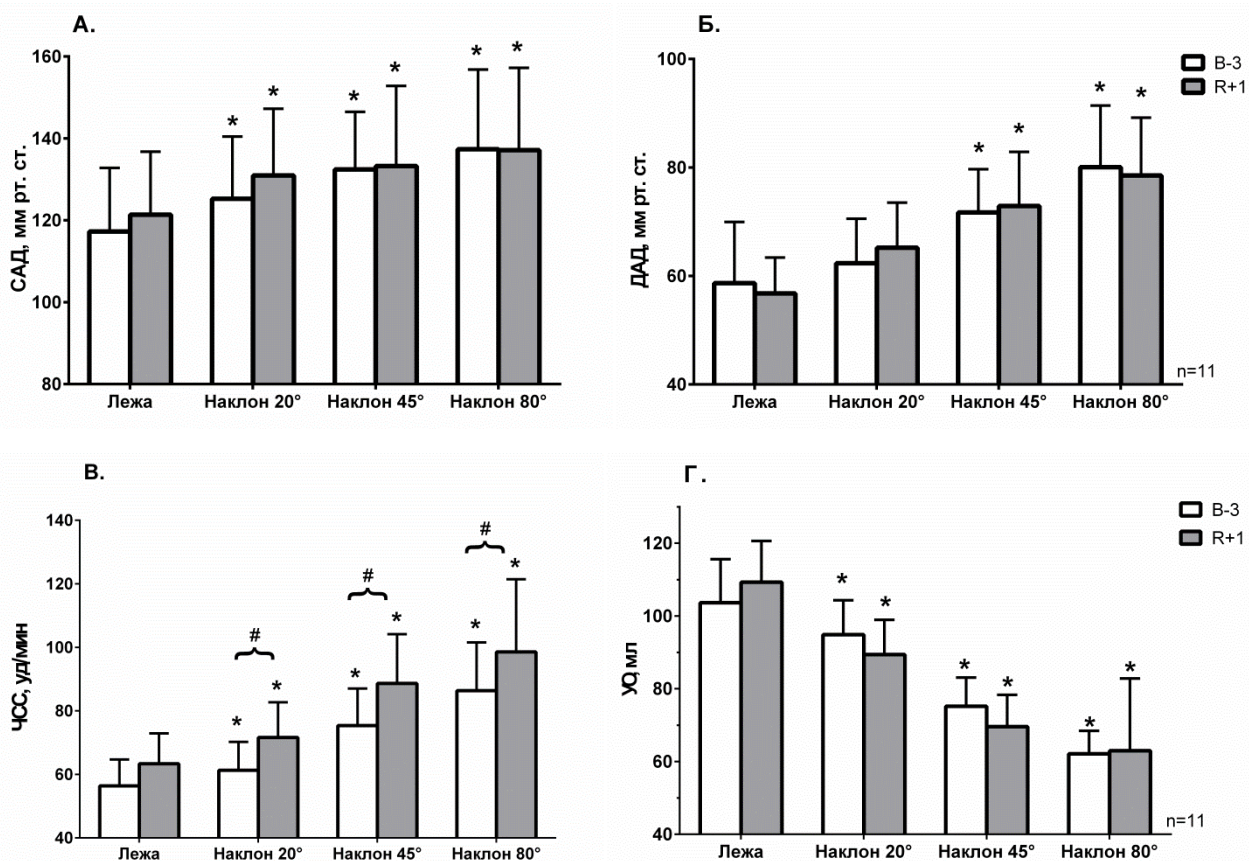 А.
САД, мм рт. ст.
160
140
120
100
80
* * * * * *
Лежа Наклон 20° Наклон 45° Наклон 80°
Б.
ДАД, мм рт. ст.
100
80
60
40
* * * *
Лежа Наклон 20° Наклон 45° Наклон 80°
B-3
R+1
n=11
В.
ЧСС, уд/мин
140
120
100
80
60
40
# # #
* * * * * *
Лежа Наклон 20° Наклон 45° Наклон 80°
Г.
УО, мл
120
100
80
60
40
* * * * * *
Лежа Наклон 20° Наклон 45° Наклон 80°
B-3
R+1
n=11